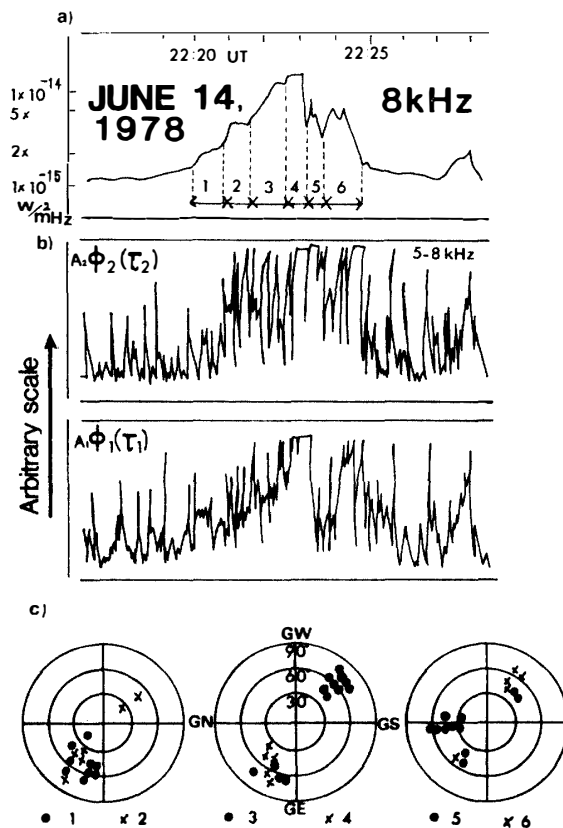 a)
22:20 UT 22:25
1x10⁻¹⁴
5x
2x
1x10⁻¹⁵
W/m²Hz
JUNE 14, 1978
8kHz
1 2 3 4 5 6
b)
A₂Φ₂(τ₂)
5-8 kHz
Arbitrary scale
A₁Φ₁(τ₁)
c)
GW
90
60
30
GN
GS
GE
● 1 x 2 ● 3 x 4 ● 5 x 6